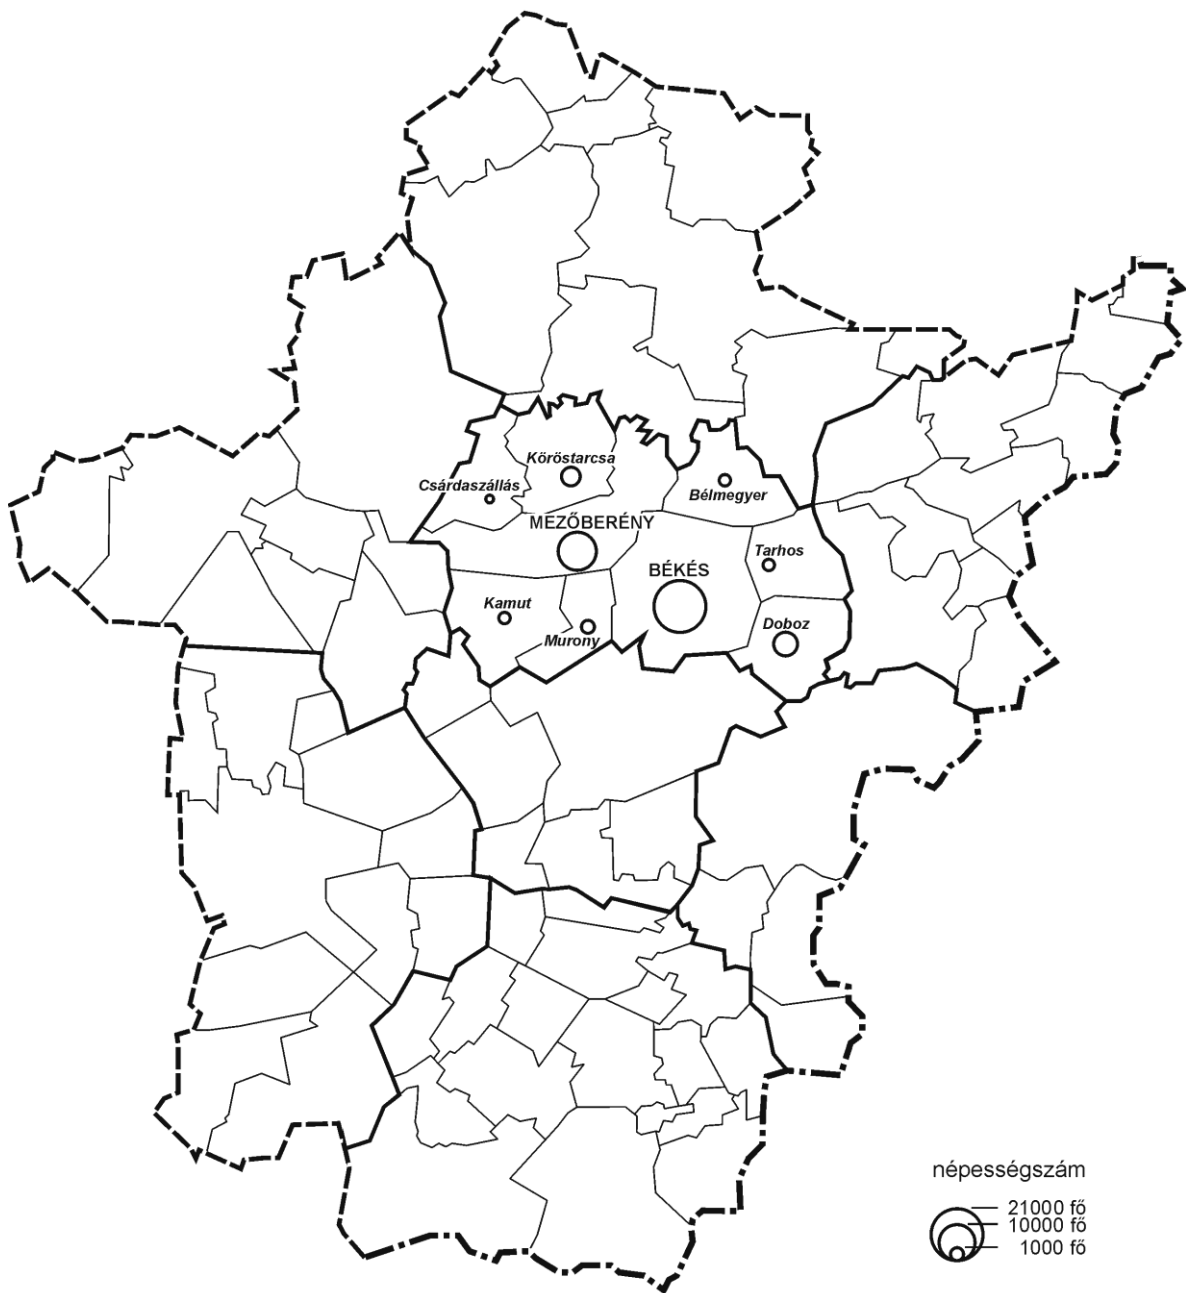 Köröstarcsa
Csárdaszállás
Bélmegyer
MEZŐBERÉNY
Tarhos
BÉKÉS
Kamut
Murony
Doboz
népességszám
21000 fő
10000 fő
1000 fő